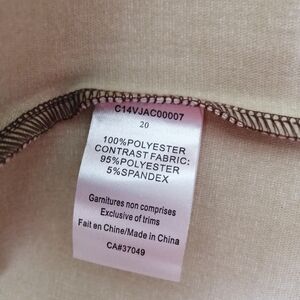 C14VJAC00007
20
100%POLYESTER
CONTRAST FABRIC:
95%POLYESTER
5%SPANDEX
Garnitures non comprises
Exclusive of trims
Fait en Chine/Made in China
CA#37049